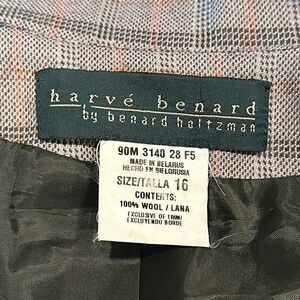 harvé benard
by benard holtzman
90M 3140 28 F5
MADE IN BELARUS
HECHO EN BIELORUSIA
SIZE/TALLA 16
CONTENTS:
100% WOOL / LANA
EXCLUSIVE OF TRIM/
EXCLUYENDO BORDE